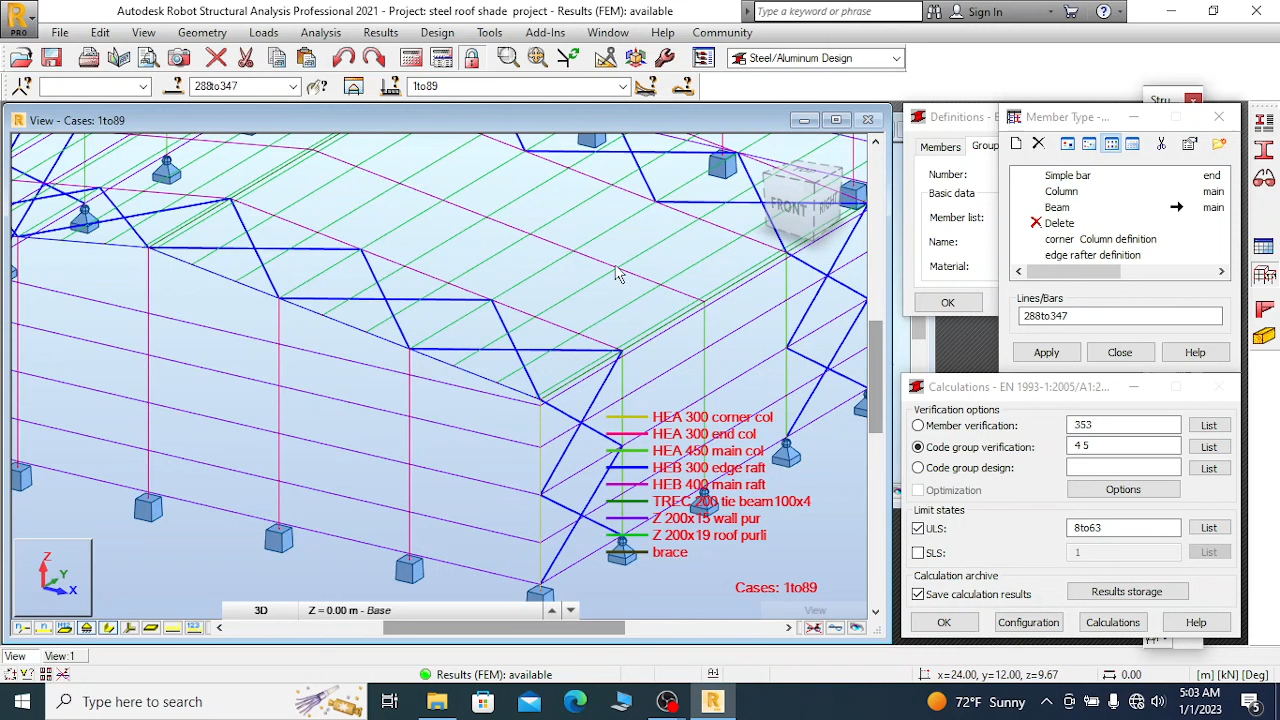 Autodesk Robot Structural Analysis Professional 2021 - Project: steel roof shade  project - Results (FEM): available
Type a keyword or phrase
Sign In
PRO
File Edit View Geometry Loads Analysis Results Design Tools Add-Ins Window Help Community
Steel/Aluminum Design
288to347
1to89
View - Cases: 1to89
FRONT
RIGHT
HEA 300 corner col
HEA 300 end col
HEA 450 main col
HEB 300 edge raft
HEB 400 main raft
TREC 200 tie beam100x4
Z 200x15 wall pur
Z 200x19 roof purli
brace
Cases: 1to89
Z
Y
X
3D
Z = 0.00 m - Base
View
Stru
Definitions - E
Members
Group
Number:
Basic data
Member list:
Name:
Material:
OK
Member Type -...
Simple bar end
Column main
Beam main
Delete
corner  Column definition
edge rafter definition
Lines/Bars
288to347
Apply Close Help
Calculations - EN 1993-1:2005/A1:2...
Verification options
Member verification: 353 List
Code group verification: 4 5 List
Code group design: List
Optimization Options
Limit states
ULS: 8to63 List
SLS: 1 List
Calculation archive
Save calculation results Results storage
OK Configuration Calculations Help
View View:1
Results (FEM): available
x=24.00, y=12.00, z=9.67
0.00
[m] [kN] [Deg]
Type here to search
72°F Sunny
5:03 AM
1/1/2023
5